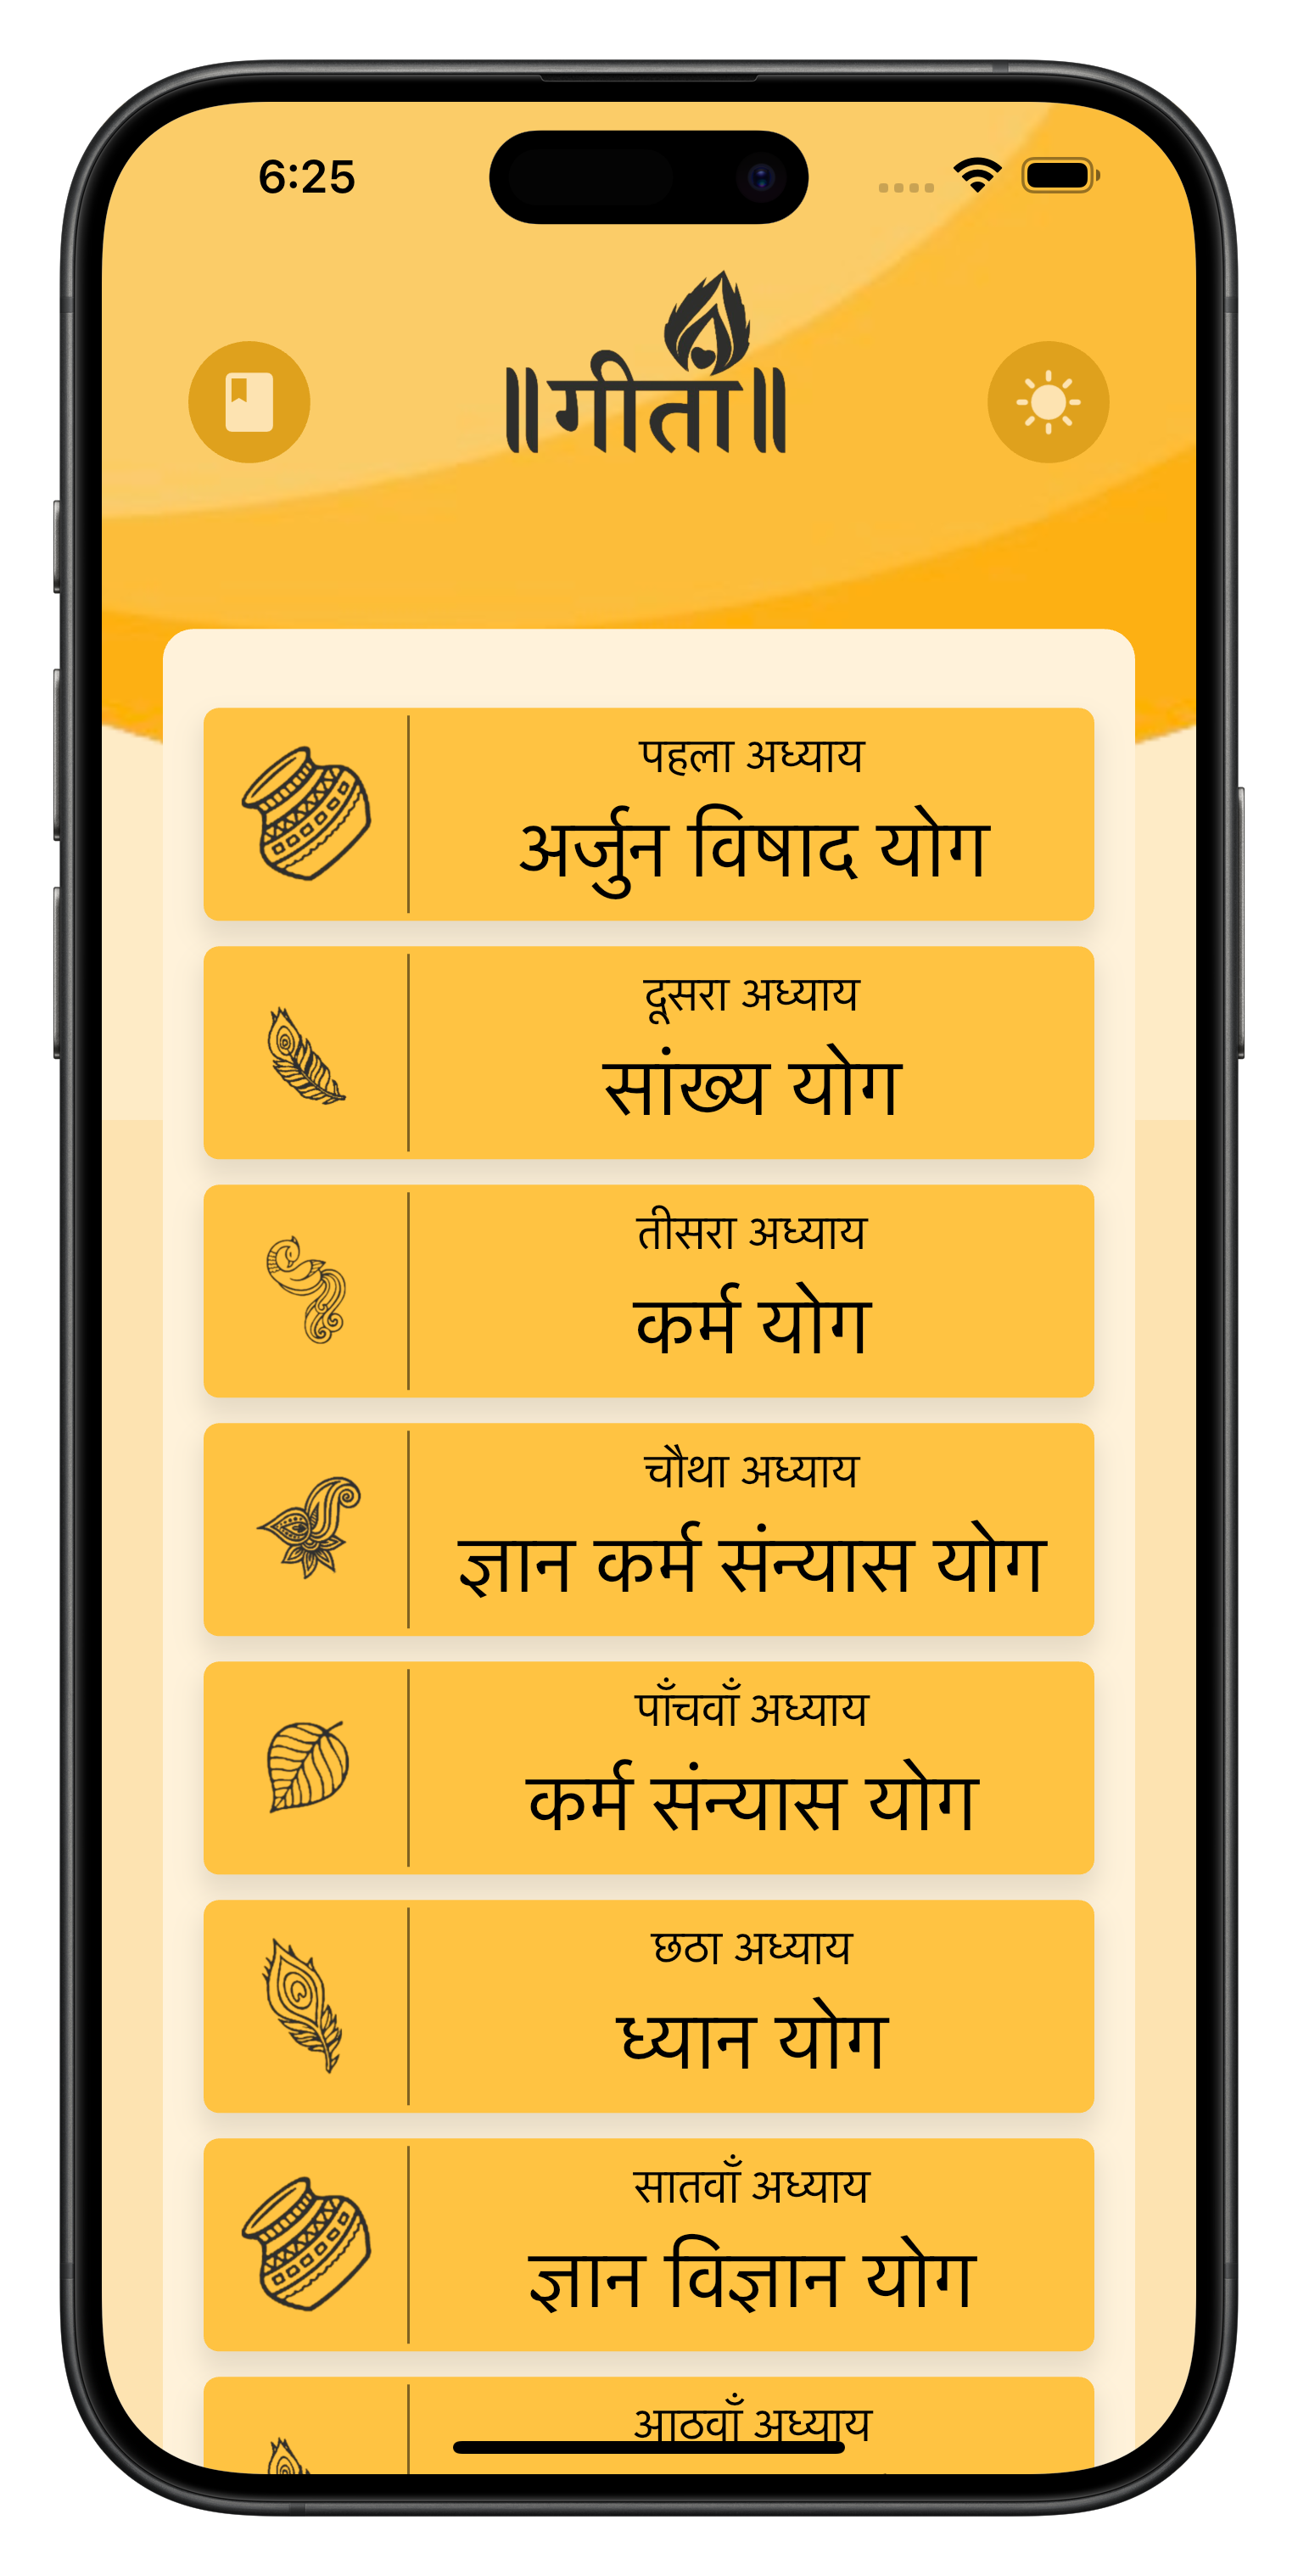 6:25
॥गीता॥
पहला अध्याय
अर्जुन विषाद योग
दूसरा अध्याय
सांख्य योग
तीसरा अध्याय
कर्म योग
चौथा अध्याय
ज्ञान कर्म संन्यास योग
पाँचवाँ अध्याय
कर्म संन्यास योग
छठा अध्याय
ध्यान योग
सातवाँ अध्याय
ज्ञान विज्ञान योग
आठवाँ अध्याय